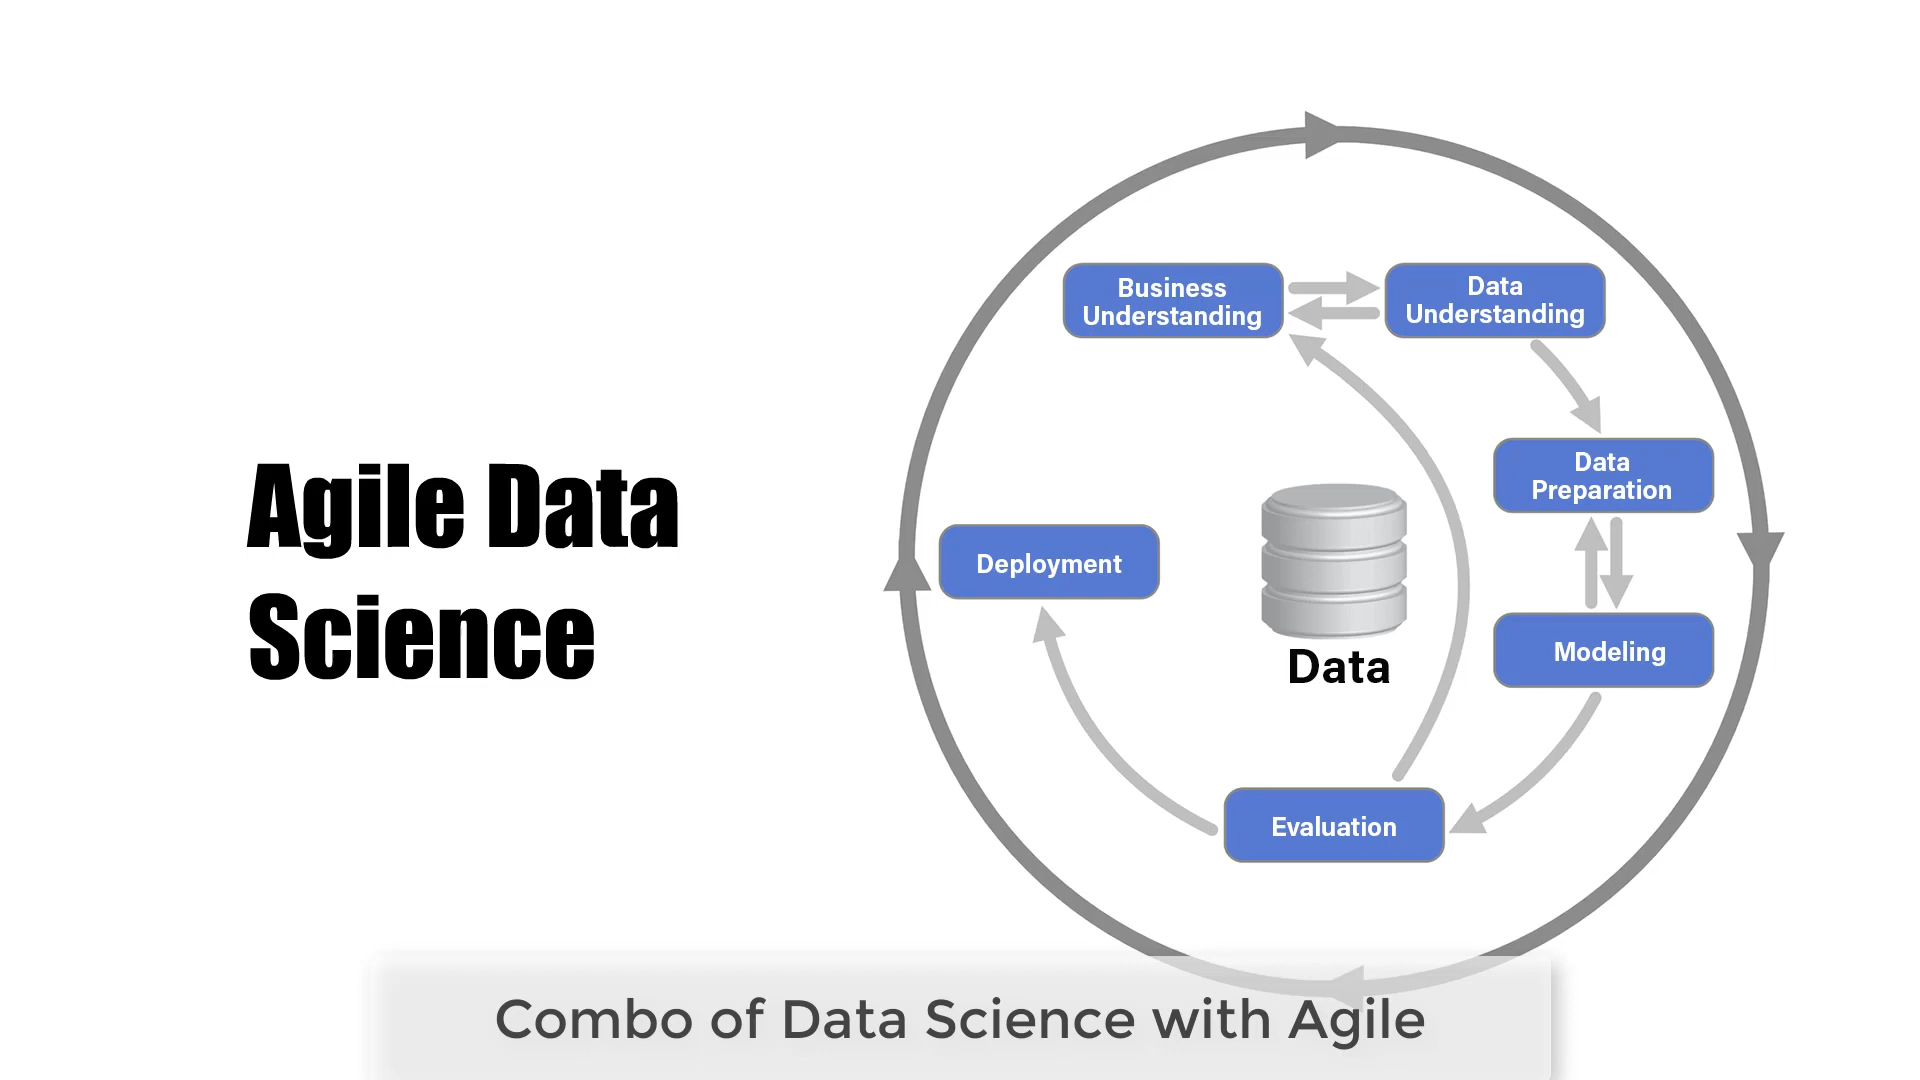 Agile Data
Science
Business
Understanding
Data
Understanding
Data
Preparation
Modeling
Evaluation
Deployment
Data
Combo of Data Science with Agile